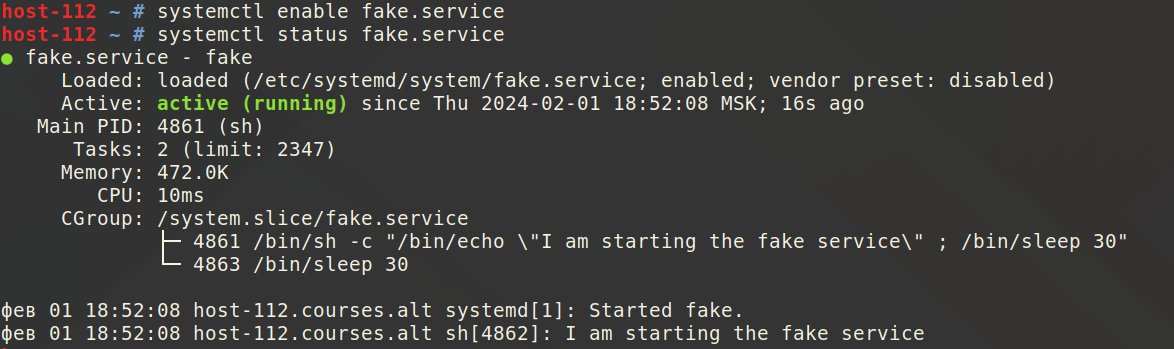 host-112 ~ # systemctl enable fake.service
host-112 ~ # systemctl status fake.service
● fake.service - fake
Loaded: loaded (/etc/systemd/system/fake.service; enabled; vendor preset: disabled)
Active: active (running) since Thu 2024-02-01 18:52:08 MSK; 16s ago
Main PID: 4861 (sh)
Tasks: 2 (limit: 2347)
Memory: 472.0K
CPU: 10ms
CGroup: /system.slice/fake.service
├─ 4861 /bin/sh -c "/bin/echo \"I am starting the fake service\" ; /bin/sleep 30"
└─ 4863 /bin/sleep 30
фев 01 18:52:08 host-112.courses.alt systemd[1]: Started fake.
фев 01 18:52:08 host-112.courses.alt sh[4862]: I am starting the fake service